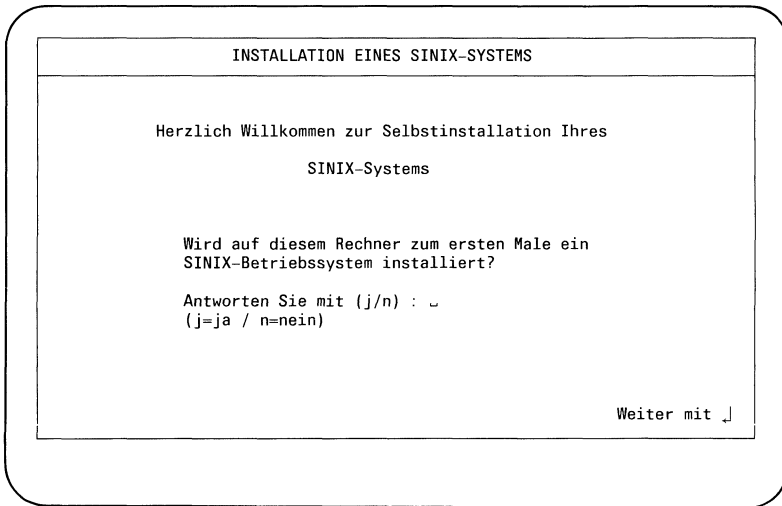 INSTALLATION EINES SINIX–SYSTEMS
Herzlich Willkommen zur Selbstinstallation Ihres
SINIX–Systems
Wird auf diesem Rechner zum ersten Male ein
SINIX–Betriebssystem installiert?
Antworten Sie mit (j/n) : ␣
(j=ja / n=nein)
Weiter mit ↲